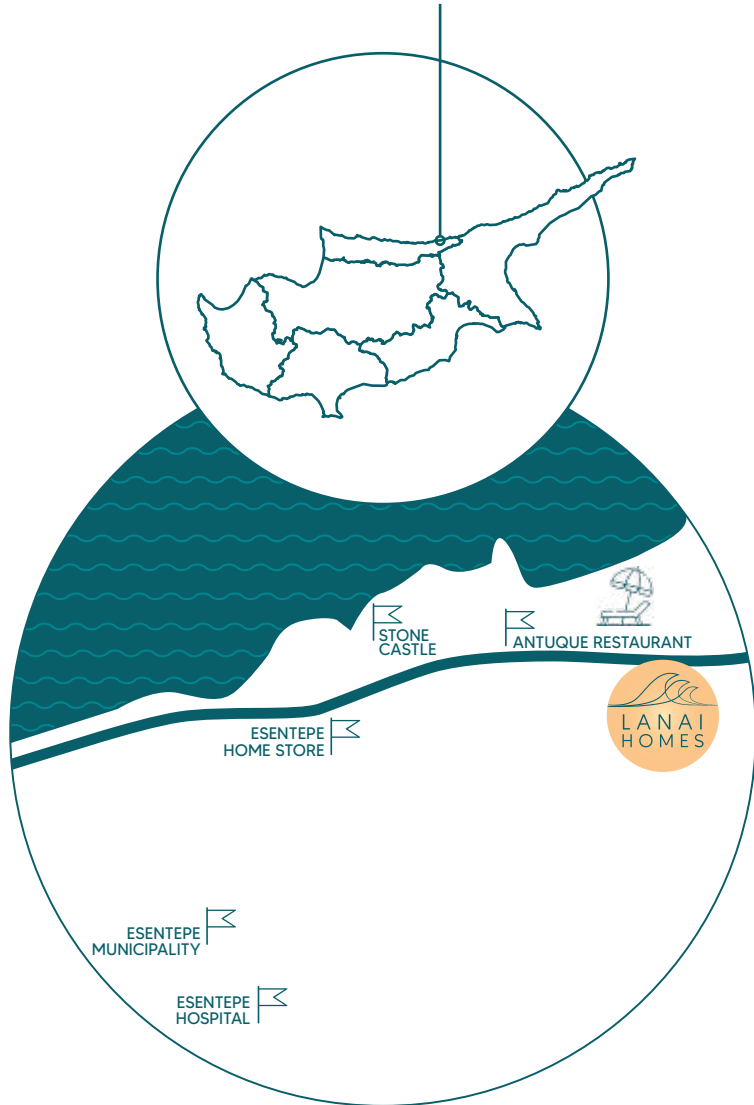 STONE
CASTLE
ANTUQUE RESTAURANT
LANAI
HOMES
ESENTEPE
HOME STORE
ESENTEPE
MUNICIPALITY
ESENTEPE
HOSPITAL